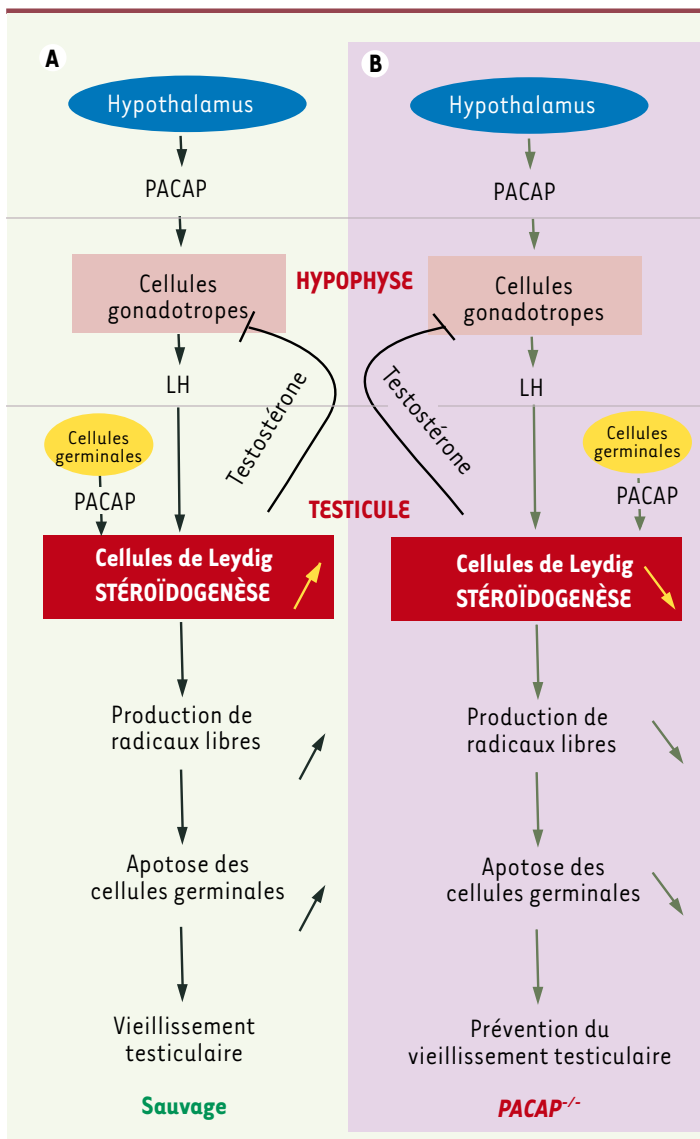 A
Hypothalamus
PACAP
Cellules
gonadotropes
LH
Testostérone
Cellules
germinales
PACAP
Cellules de Leydig
STÉROÏDOGENÈSE
Production de
radicaux libres
Apotose des
cellules germinales
Vieillissement
testiculaire
Sauvage
HYPOPHYSE
TESTICULE
B
Hypothalamus
PACAP
Cellules
gonadotropes
LH
Testostérone
Cellules
germinales
PACAP
Cellules de Leydig
STÉROÏDOGENÈSE
Production de
radicaux libres
Apotose des
cellules germinales
Prévention du
vieillissement testiculaire
PACAP-/-